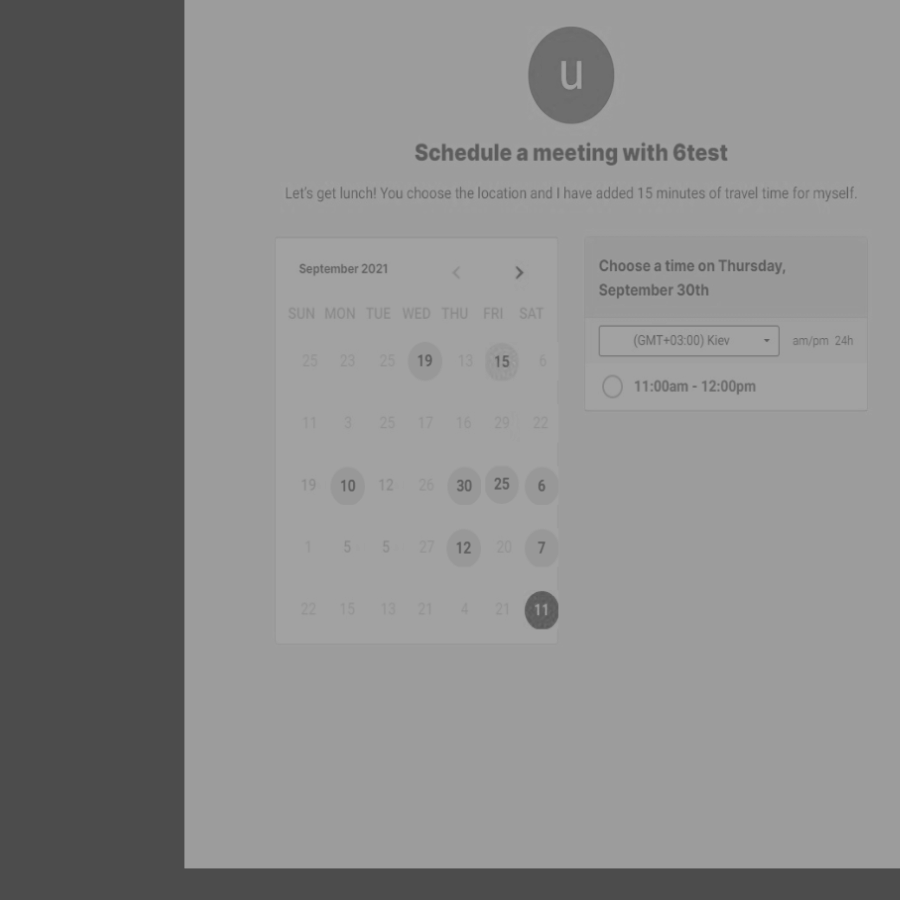 u
Schedule a meeting with 6test
Let's get lunch! You choose the location and I have added 15 minutes of travel time for myself.
September 2021
SUN MON TUE WED THU FRI SAT
25 23 25 19 13 15 6
11 3 25 17 16 29 22
19 10 12 26 30 25 6
1 5 5 27 12 20 7
22 15 13 21 4 21 11
Choose a time on Thursday,
September 30th
(GMT+03:00) Kiev am/pm 24h
11:00am - 12:00pm